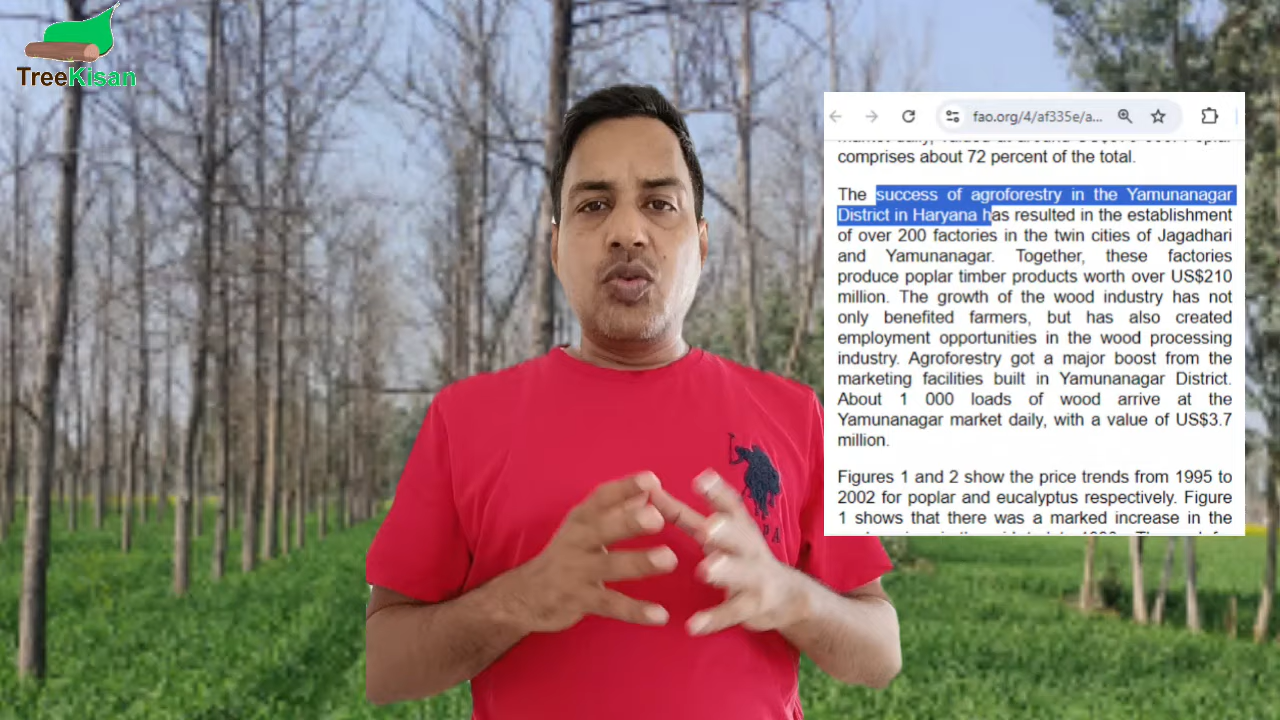 TreeKisan
fao.org/4/af335e/a...
comprises about 72 percent of the total.
The success of agroforestry in the Yamunanagar
District in Haryana has resulted in the establishment
of over 200 factories in the twin cities of Jagadhari
and Yamunanagar. Together, these factories
produce poplar timber products worth over US$210
million. The growth of the wood industry has not
only benefited farmers, but has also created
employment opportunities in the wood processing
industry. Agroforestry got a major boost from the
marketing facilities built in Yamunanagar District.
About 1 000 loads of wood arrive at the
Yamunanagar market daily, with a value of US$3.7
million.
Figures 1 and 2 show the price trends from 1995 to
2002 for poplar and eucalyptus respectively. Figure
1 shows that there was a marked increase in the